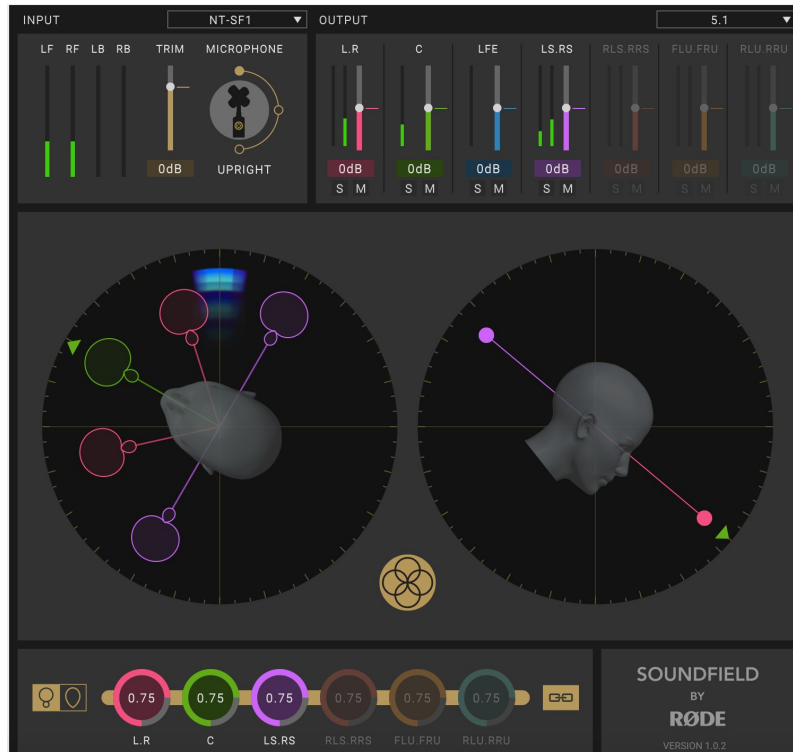 INPUT NT-SF1 OUTPUT 5.1
LF RF LB RB TRIM MICROPHONE L.R C LFE LS.RS RLS.RRS FLU.FRU RLU.RRU
0dB UPRIGHT 0dB 0dB 0dB 0dB 0dB 0dB 0dB
S M S M S M S M S M S M S M
0.75 0.75 0.75 0.75 0.75 0.75
L.R C LS.RS RLS.RRS FLU.FRU RLU.RRU
SOUNDFIELD
BY
RØDE
VERSION 1.0.2